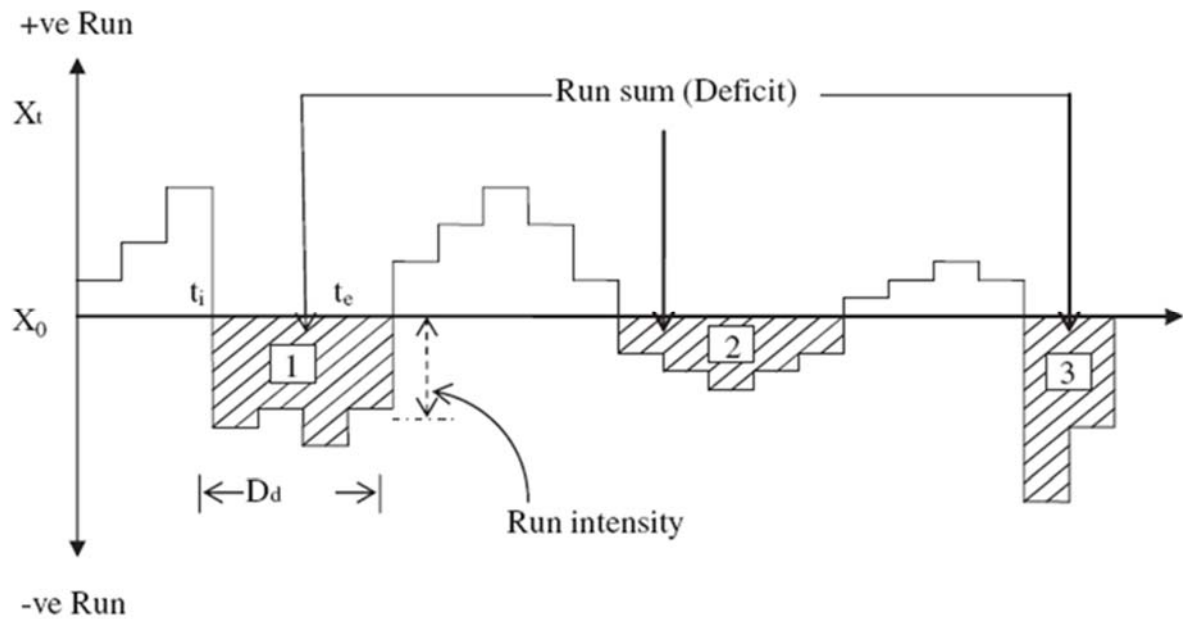 +ve Run
Run sum (Deficit)
Xt
ti
te
X0
1
2
3
Dd
Run intensity
-ve Run